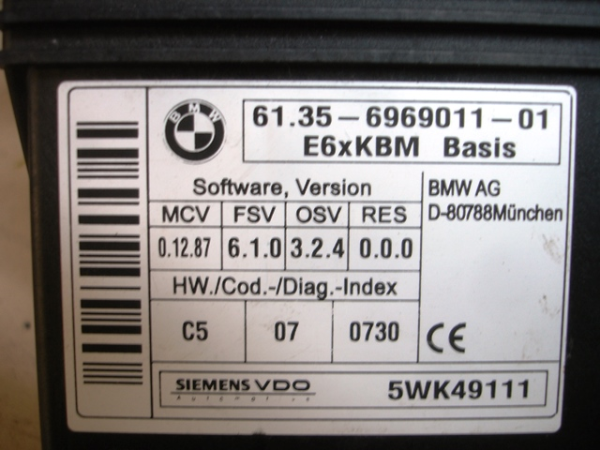 BMW
61.35-6969011-01
E6xKBM Basis
Software, Version
MCV FSV OSV RES
0.12.87 6.1.0 3.2.4 0.0.0
HW./Cod.-/Diag.-Index
C5 07 0730
BMW AG
D-80788München
CE
SIEMENS VDO
Automotive
5WK49111